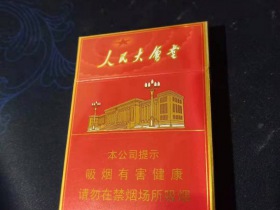 人民大會堂
本公司提示
吸烟有害健康
请勿在禁烟场所吸烟